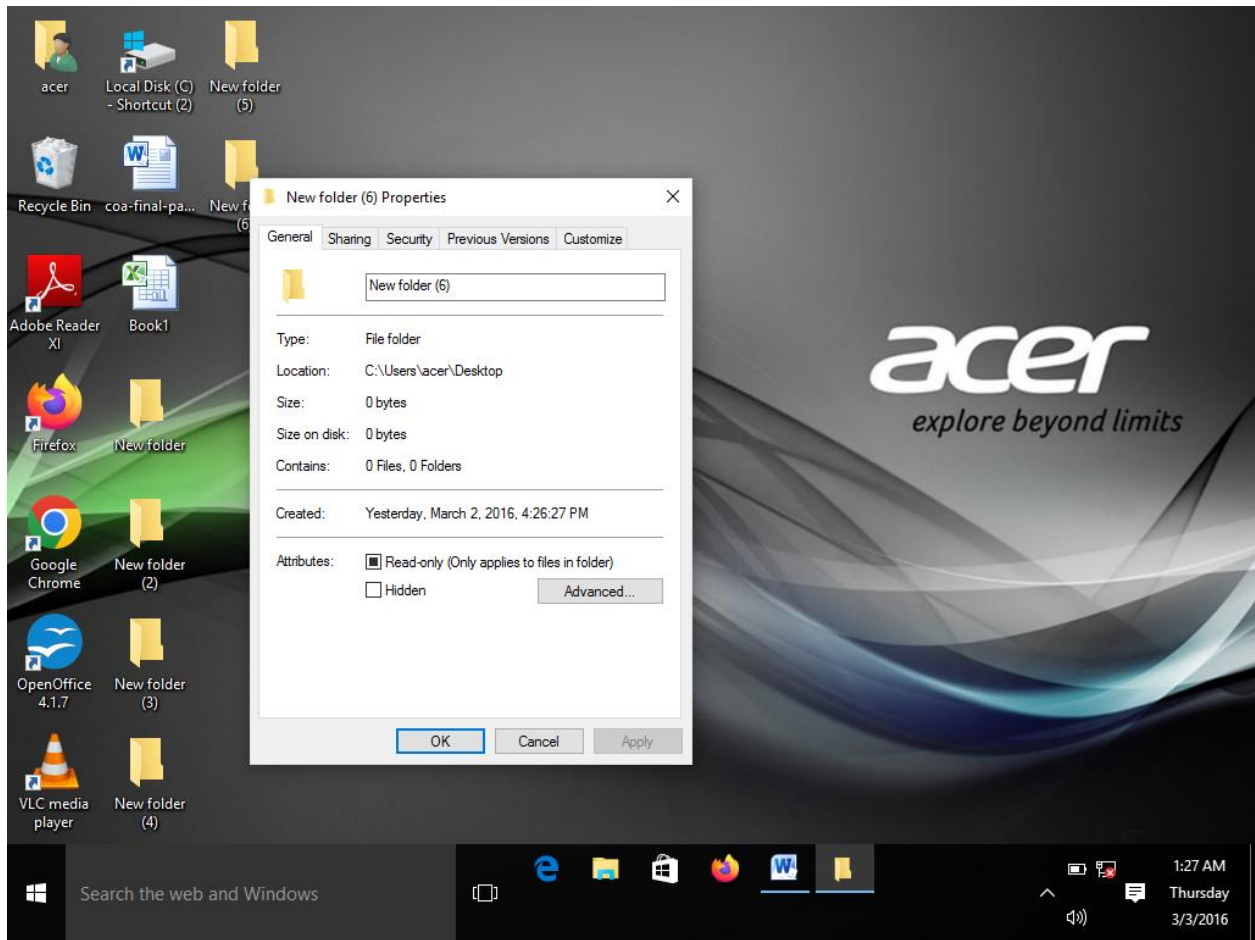 acer
Local Disk (C)
- Shortcut (2)
New folder
(5)
Recycle Bin
coa-final-pa...
New f
(6
Adobe Reader
XI
Book1
Firefox
New folder
Google
Chrome
New folder
(2)
OpenOffice
4.1.7
New folder
(3)
VLC media
player
New folder
(4)
New folder (6) Properties
General Sharing Security Previous Versions Customize
New folder (6)
Type: File folder
Location: C:\Users\acer\Desktop
Size: 0 bytes
Size on disk: 0 bytes
Contains: 0 Files, 0 Folders
Created: Yesterday, March 2, 2016, 4:26:27 PM
Attributes: Read-only (Only applies to files in folder)
Hidden Advanced...
OK Cancel Apply
acer
explore beyond limits
Search the web and Windows
1:27 AM
Thursday
3/3/2016